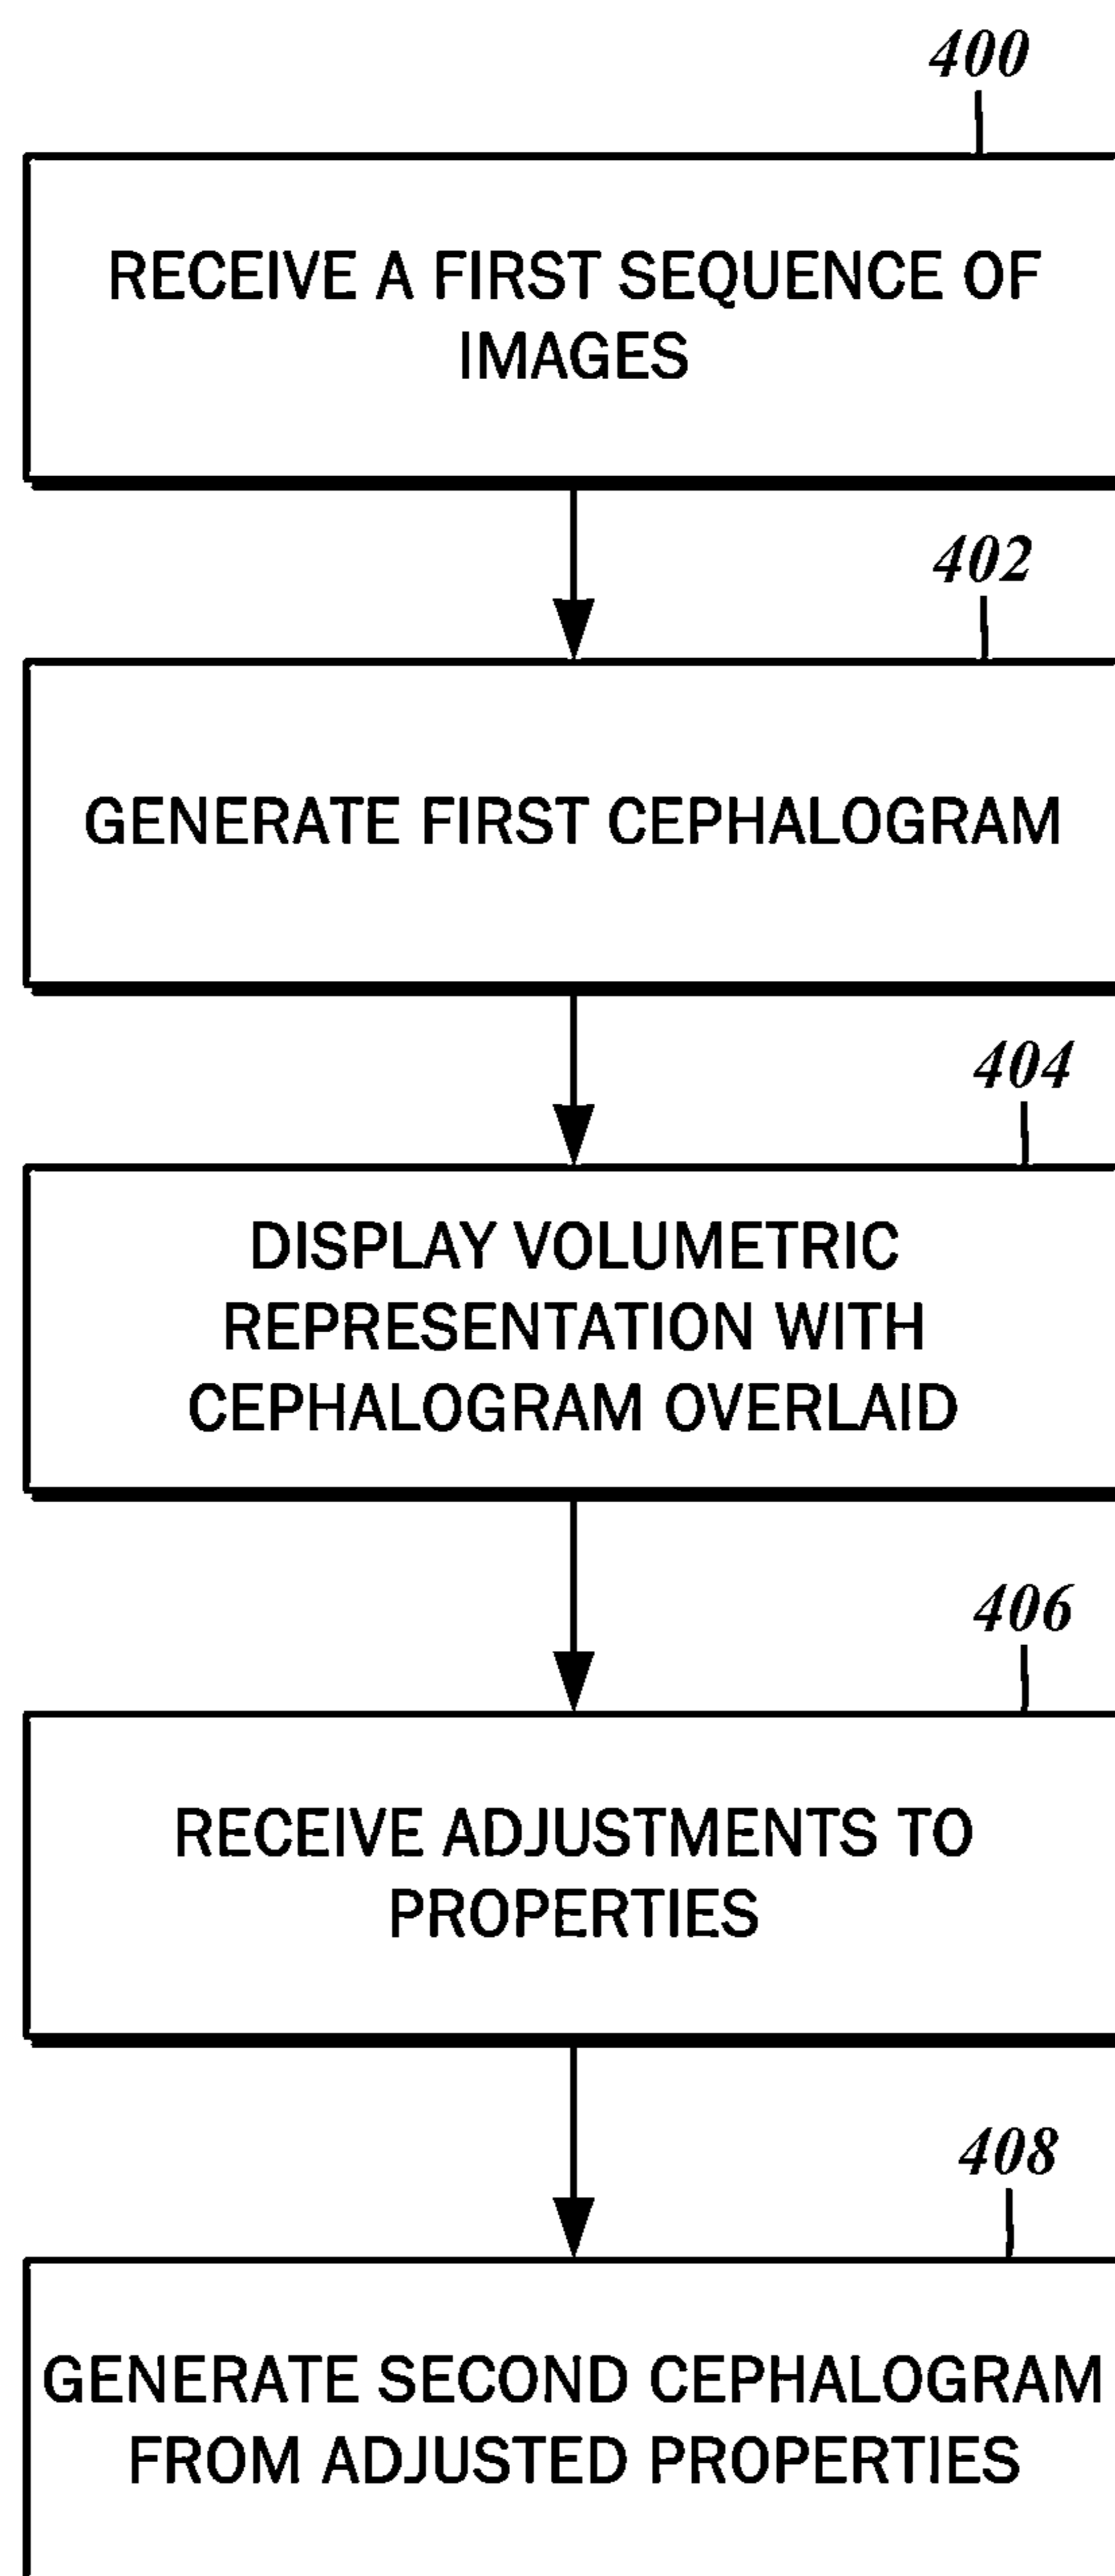 400
RECEIVE A FIRST SEQUENCE OF
IMAGES
402
GENERATE FIRST CEPHALOGRAM
404
DISPLAY VOLUMETRIC
REPRESENTATION WITH
CEPHALOGRAM OVERLAID
406
RECEIVE ADJUSTMENTS TO
PROPERTIES
408
GENERATE SECOND CEPHALOGRAM
FROM ADJUSTED PROPERTIES